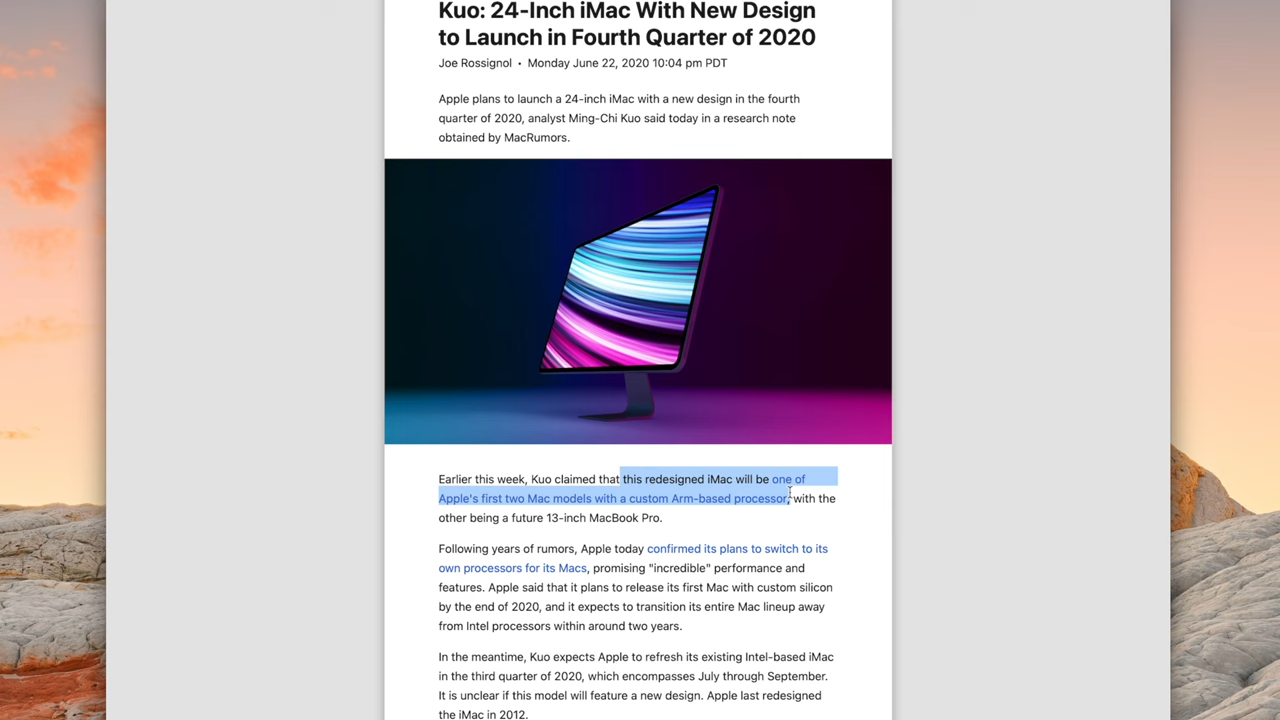 Kuo: 24-Inch iMac With New Design
to Launch in Fourth Quarter of 2020
Joe Rossignol • Monday June 22, 2020 10:04 pm PDT
Apple plans to launch a 24-inch iMac with a new design in the fourth
quarter of 2020, analyst Ming-Chi Kuo said today in a research note
obtained by MacRumors.
Earlier this week, Kuo claimed that this redesigned iMac will be one of
Apple's first two Mac models with a custom Arm-based processor, with the
other being a future 13-inch MacBook Pro.
Following years of rumors, Apple today confirmed its plans to switch to its
own processors for its Macs, promising "incredible" performance and
features. Apple said that it plans to release its first Mac with custom silicon
by the end of 2020, and it expects to transition its entire Mac lineup away
from Intel processors within around two years.
In the meantime, Kuo expects Apple to refresh its existing Intel-based iMac
in the third quarter of 2020, which encompasses July through September.
It is unclear if this model will feature a new design. Apple last redesigned
the iMac in 2012.